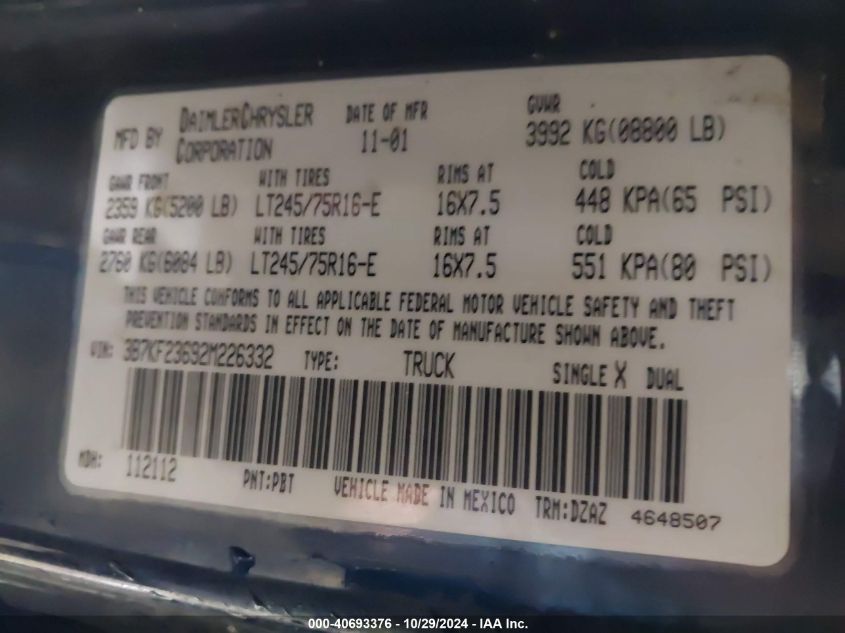 MFD BY DAIMLERCHRYSLER CORPORATION DATE OF MFR 11-01 GVWR 3992 KG(08800 LB)
GAWR FRONT WITH TIRES RIMS AT COLD
2359 KG(5200 LB) LT245/75R16-E 16X7.5 448 KPA(65 PSI)
GAWR REAR WITH TIRES RIMS AT COLD
2760 KG(6084 LB) LT245/75R16-E 16X7.5 551 KPA(80 PSI)
THIS VEHICLE CONFORMS TO ALL APPLICABLE FEDERAL MOTOR VEHICLE SAFETY AND THEFT
PREVENTION STANDARDS IN EFFECT ON THE DATE OF MANUFACTURE SHOWN ABOVE.
VIN: 3B7KF23692M226332 TYPE: TRUCK SINGLE X DUAL
MDH: 112112 PNT:PBT VEHICLE MADE IN MEXICO TRM:DZAZ 4648507
000-40693376 - 10/29/2024 - IAA Inc.